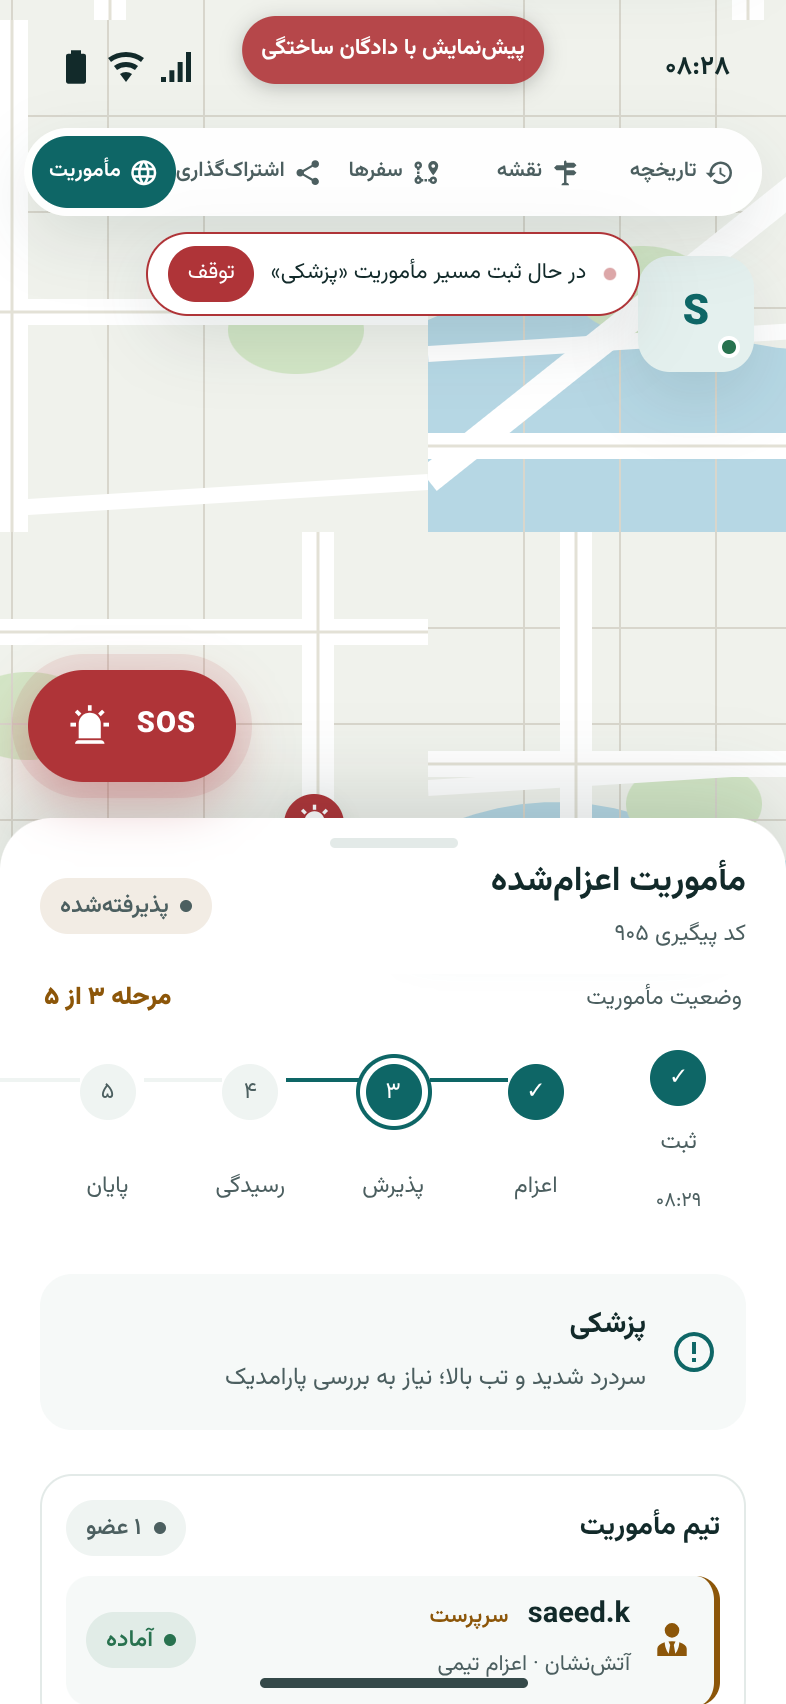 ۰۸:۲۸
پیش‌نمایش با دادگان ساختگی
تاریخچه
نقشه
سفرها
اشتراک‌گذاری
مأموریت
در حال ثبت مسیر مأموریت «پزشکی»
توقف
S
SOS
مأموریت اعزام‌شده
پذیرفته‌شده
کد پیگیری ۹۰۵
وضعیت مأموریت
مرحله ۳ از ۵
✓
✓
۳
۴
۵
ثبت
اعزام
پذیرش
رسیدگی
پایان
۰۸:۲۹
پزشکی
سردرد شدید و تب بالا؛ نیاز به بررسی پارامدیک
تیم مأموریت
۱ عضو
saeed.k سرپرست
آماده
آتش‌نشان · اعزام تیمی